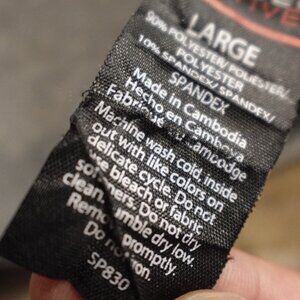 LARGE
90% POLYESTER/POLIESTER/
POLYESTER
10% SPANDEX/SPANDEX/
SPANDEX
Made in Cambodia
Hecho en Cambodia
Fabriqué Cambodge
Machine wash cold, inside
out with like colors on
delicate cycle. Do not
use bleach or fabric
softeners. Do not dry
clean. Tumble dry low.
Remove promptly.
Do not iron.
SP830